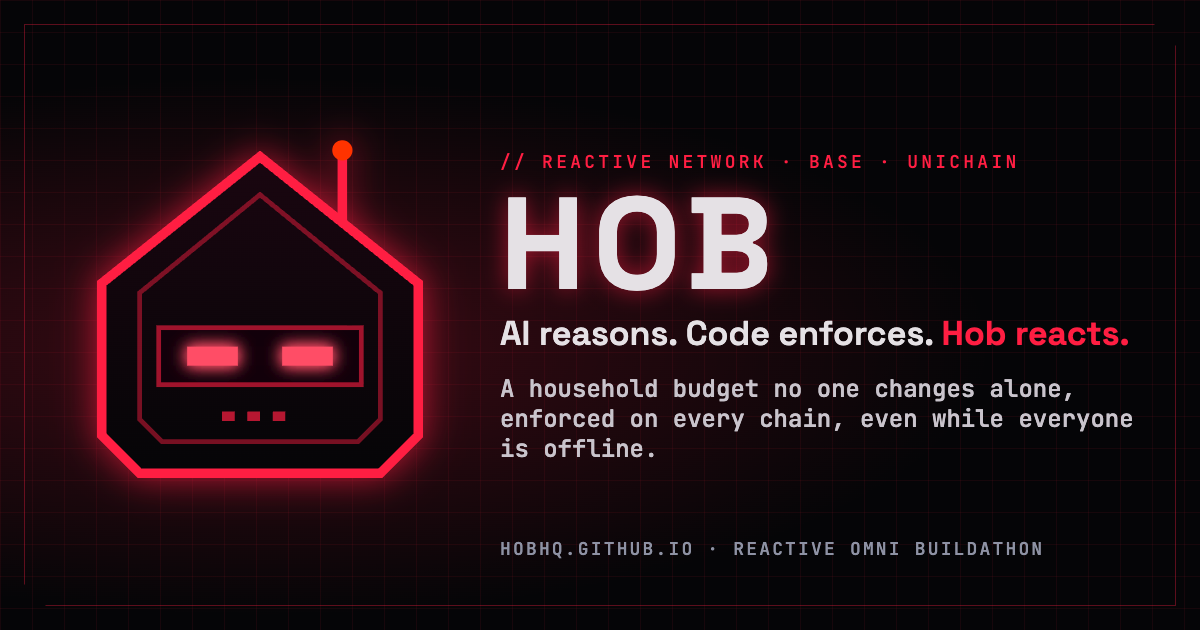 // REACTIVE NETWORK · BASE · UNICHAIN
HOB
AI reasons. Code enforces. Hob reacts.
A household budget no one changes alone,
enforced on every chain, even while everyone
is offline.
HOBHQ.GITHUB.IO · REACTIVE OMNI BUILDATHON